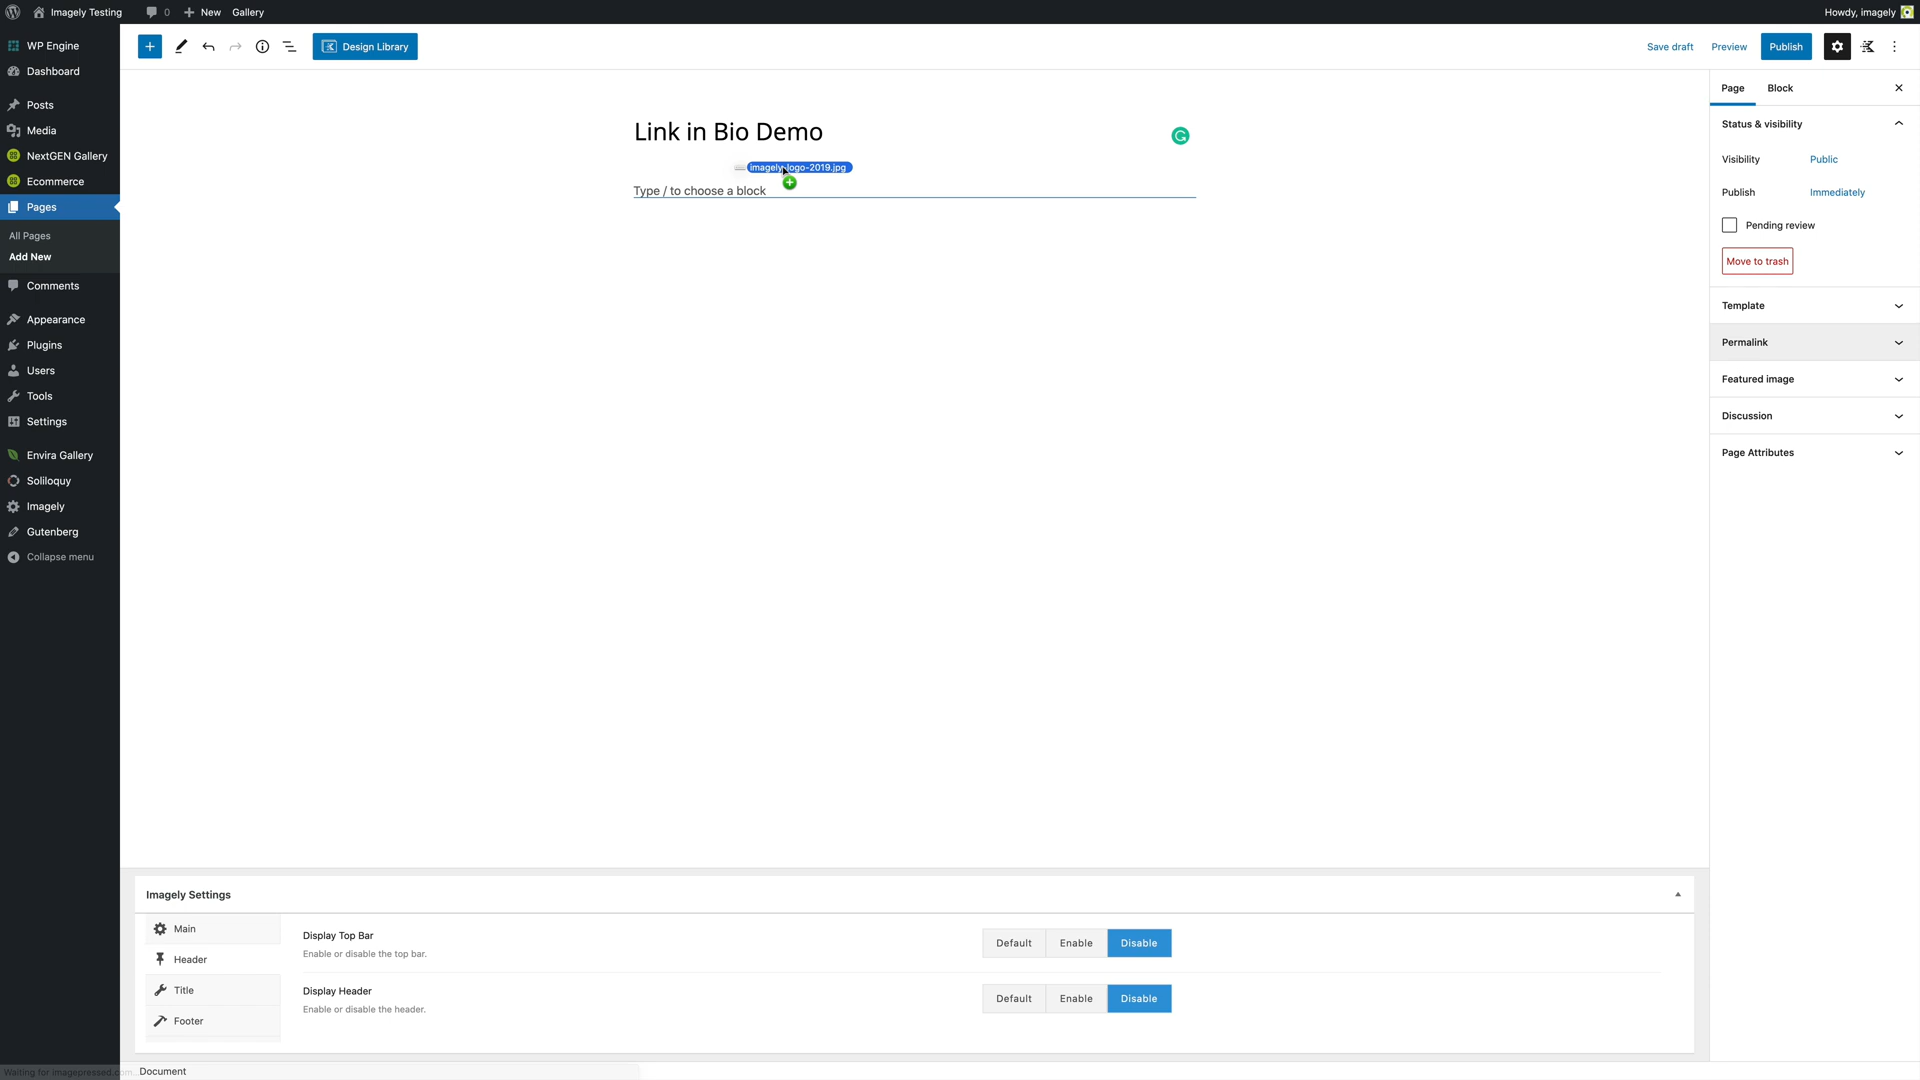 Imagely Testing
0
New
Gallery
Howdy, imagely
WP Engine
Dashboard
Posts
Media
NextGEN Gallery
Ecommerce
Pages
All Pages
Add New
Comments
Appearance
Plugins
Users
Tools
Settings
Envira Gallery
Soliloquy
Imagely
Gutenberg
Collapse menu
Design Library
Save draft
Preview
Publish
Link in Bio Demo
imagely-logo-2019.jpg
Type / to choose a block
Page
Block
Status & visibility
Visibility
Public
Publish
Immediately
Pending review
Move to trash
Template
Permalink
Featured image
Discussion
Page Attributes
Imagely Settings
Main
Header
Title
Footer
Display Top Bar
Enable or disable the top bar.
Default
Enable
Disable
Display Header
Enable or disable the header.
Default
Enable
Disable
Waiting for imagepressed.com...
Document